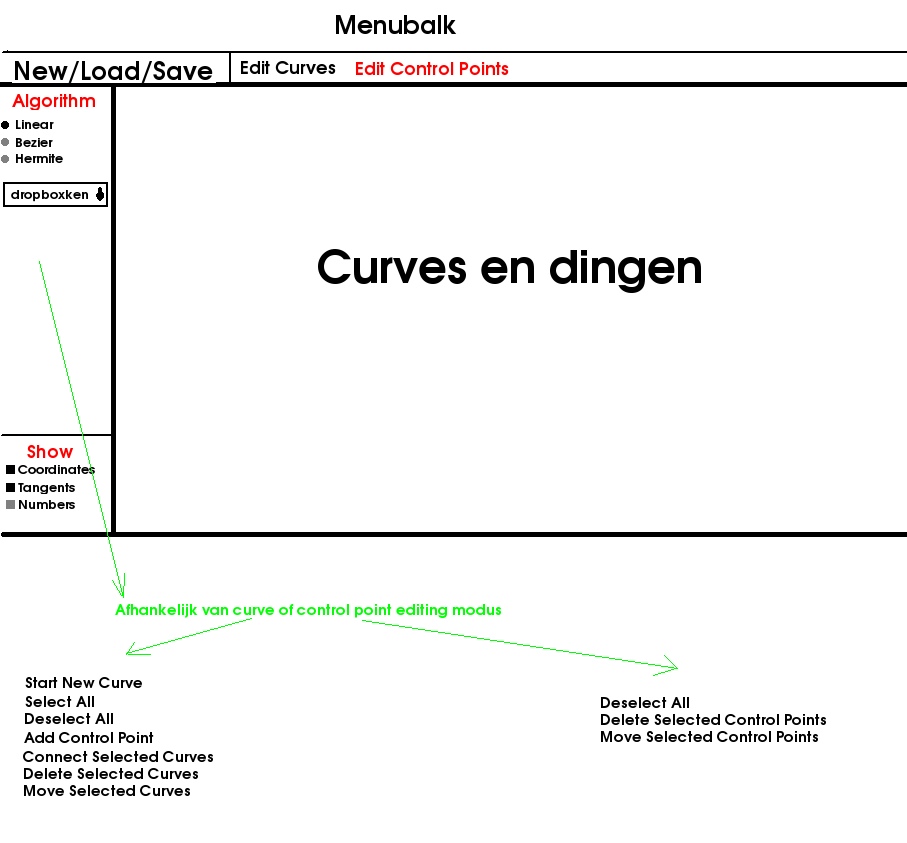 Menubalk
New/Load/Save
Edit Curves
Edit Control Points
Algorithm
Linear
Bezier
Hermite
dropboxken
Curves en dingen
Show
Coordinates
Tangents
Numbers
Afhankelijk van curve of control point editing modus
Start New Curve
Select All
Deselect All
Add Control Point
Connect Selected Curves
Delete Selected Curves
Move Selected Curves
Deselect All
Delete Selected Control Points
Move Selected Control Points